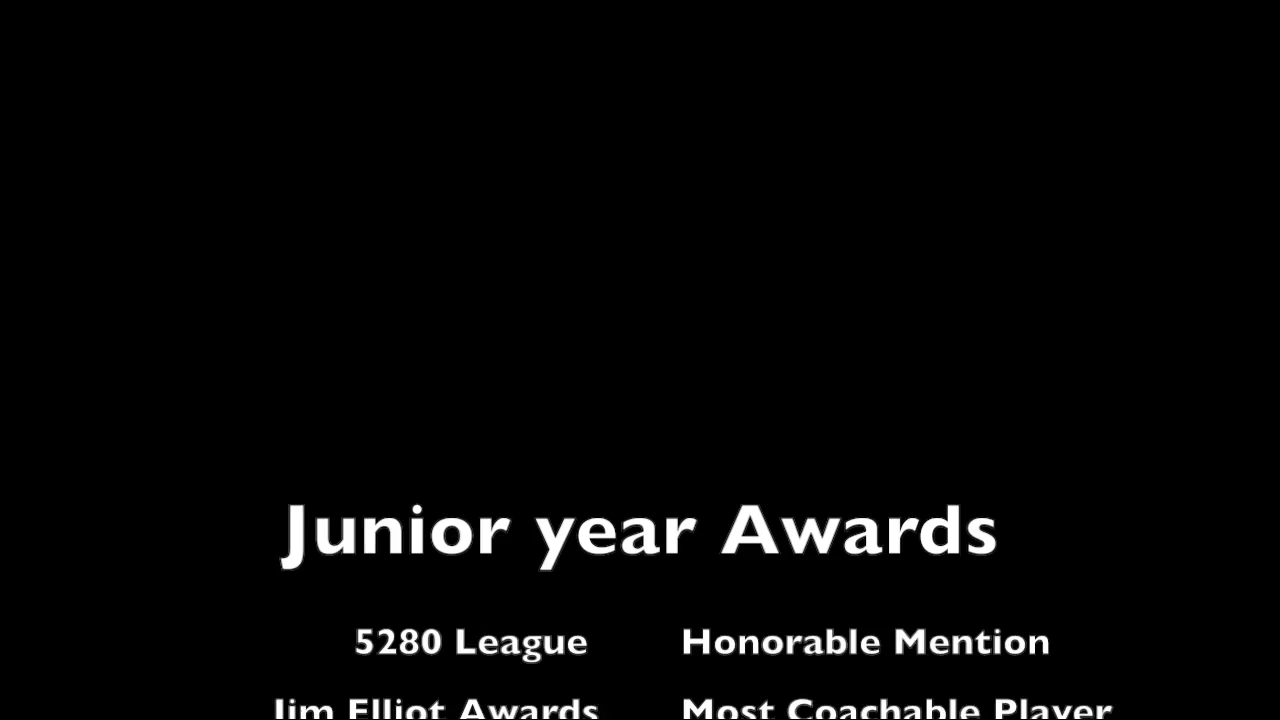 Junior year Awards
5280 League Honorable Mention
Jim Elliot Awards Most Coachable Player